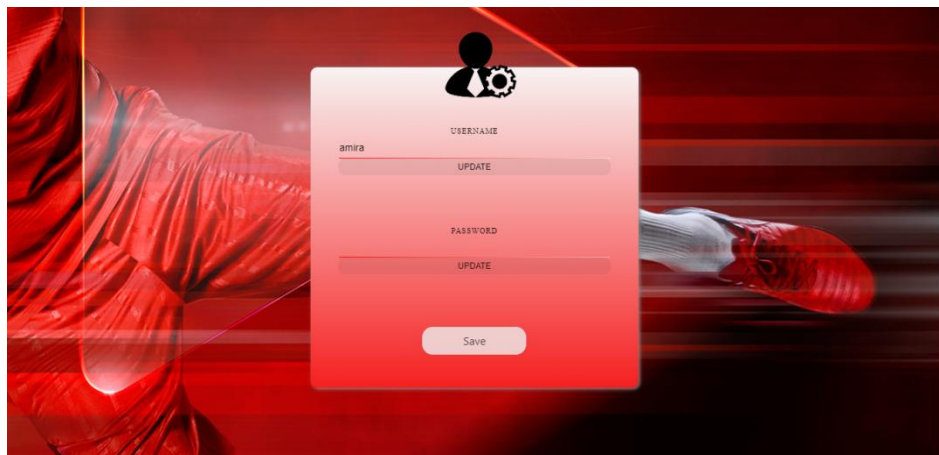 USERNAME
amira
UPDATE
PASSWORD
UPDATE
Save